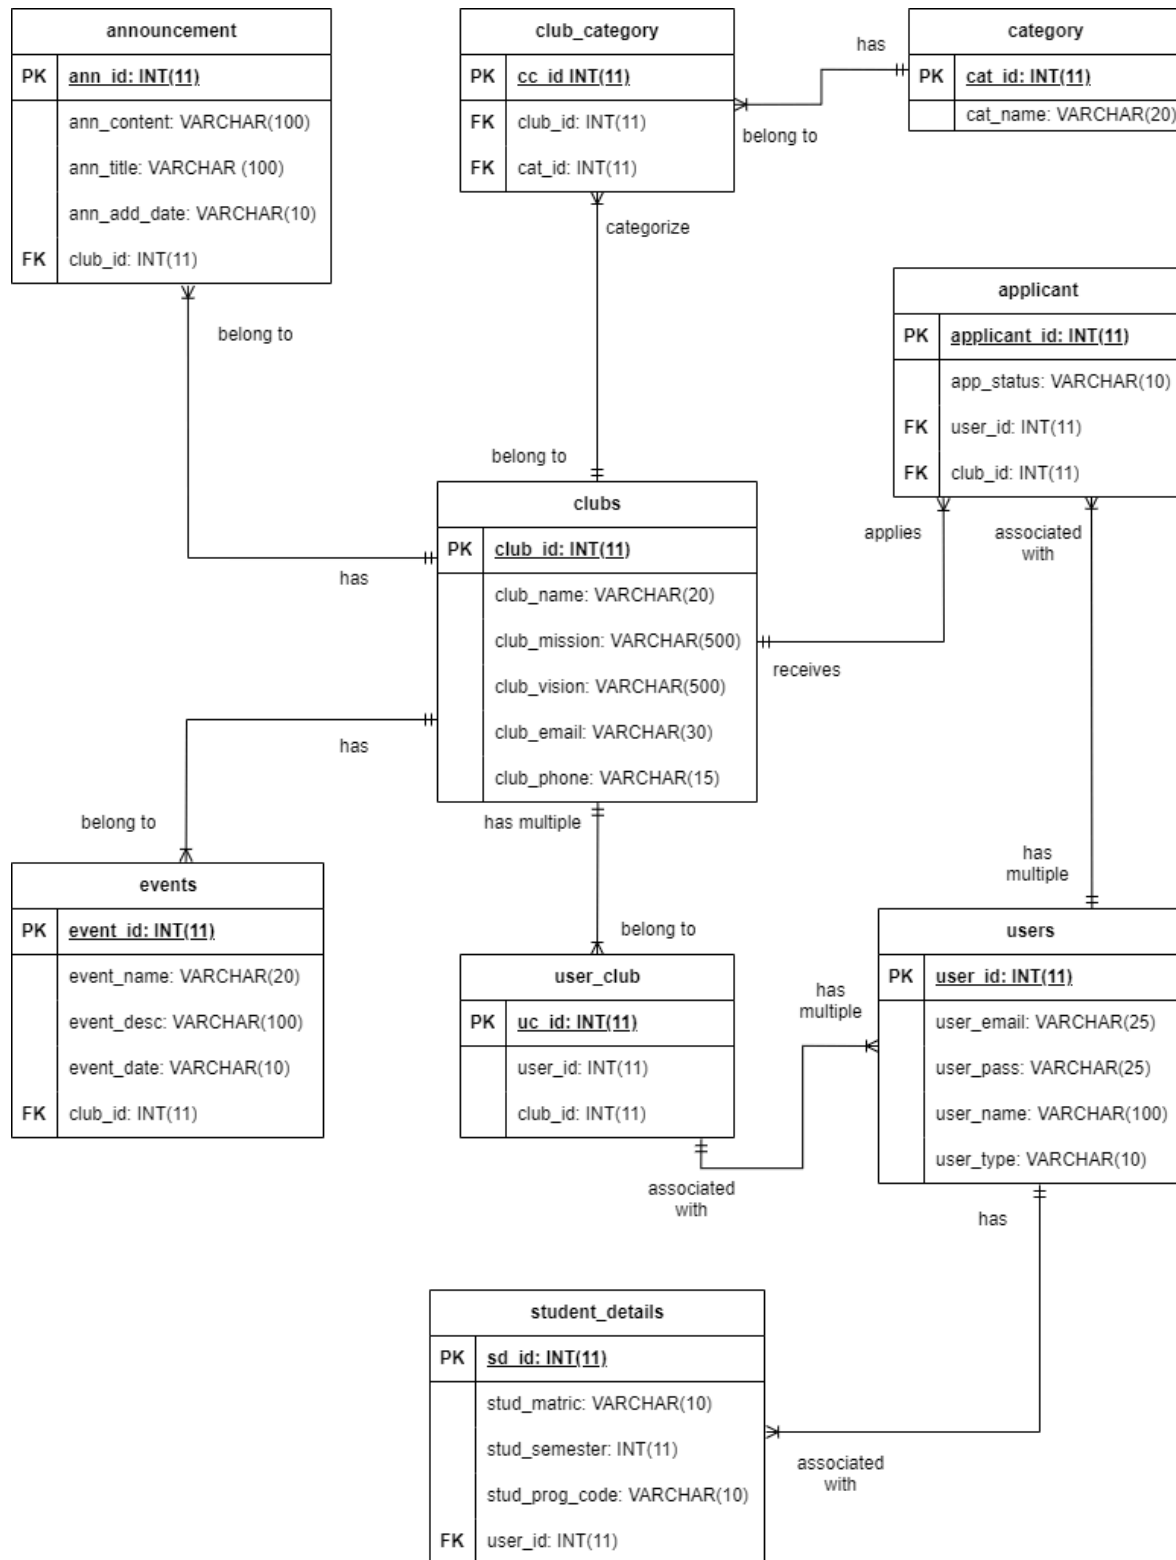 announcement
PK ann_id: INT(11)
ann_content: VARCHAR(100)
ann_title: VARCHAR (100)
ann_add_date: VARCHAR(10)
FK club_id: INT(11)
belong to
has
club_category
PK cc_id INT(11)
FK club_id: INT(11)
FK cat_id: INT(11)
categorize
belong to
has
belong to
category
PK cat_id: INT(11)
cat_name: VARCHAR(20)
applicant
PK applicant_id: INT(11)
app_status: VARCHAR(10)
FK user_id: INT(11)
FK club_id: INT(11)
applies
associated
with
clubs
PK club_id: INT(11)
club_name: VARCHAR(20)
club_mission: VARCHAR(500)
club_vision: VARCHAR(500)
club_email: VARCHAR(30)
club_phone: VARCHAR(15)
receives
has
belong to
has multiple
belong to
events
PK event_id: INT(11)
event_name: VARCHAR(20)
event_desc: VARCHAR(100)
event_date: VARCHAR(10)
FK club_id: INT(11)
user_club
PK uc_id: INT(11)
user_id: INT(11)
club_id: INT(11)
associated
with
has
multiple
has
multiple
users
PK user_id: INT(11)
user_email: VARCHAR(25)
user_pass: VARCHAR(25)
user_name: VARCHAR(100)
user_type: VARCHAR(10)
has
associated
with
student_details
PK sd_id: INT(11)
stud_matric: VARCHAR(10)
stud_semester: INT(11)
stud_prog_code: VARCHAR(10)
FK user_id: INT(11)